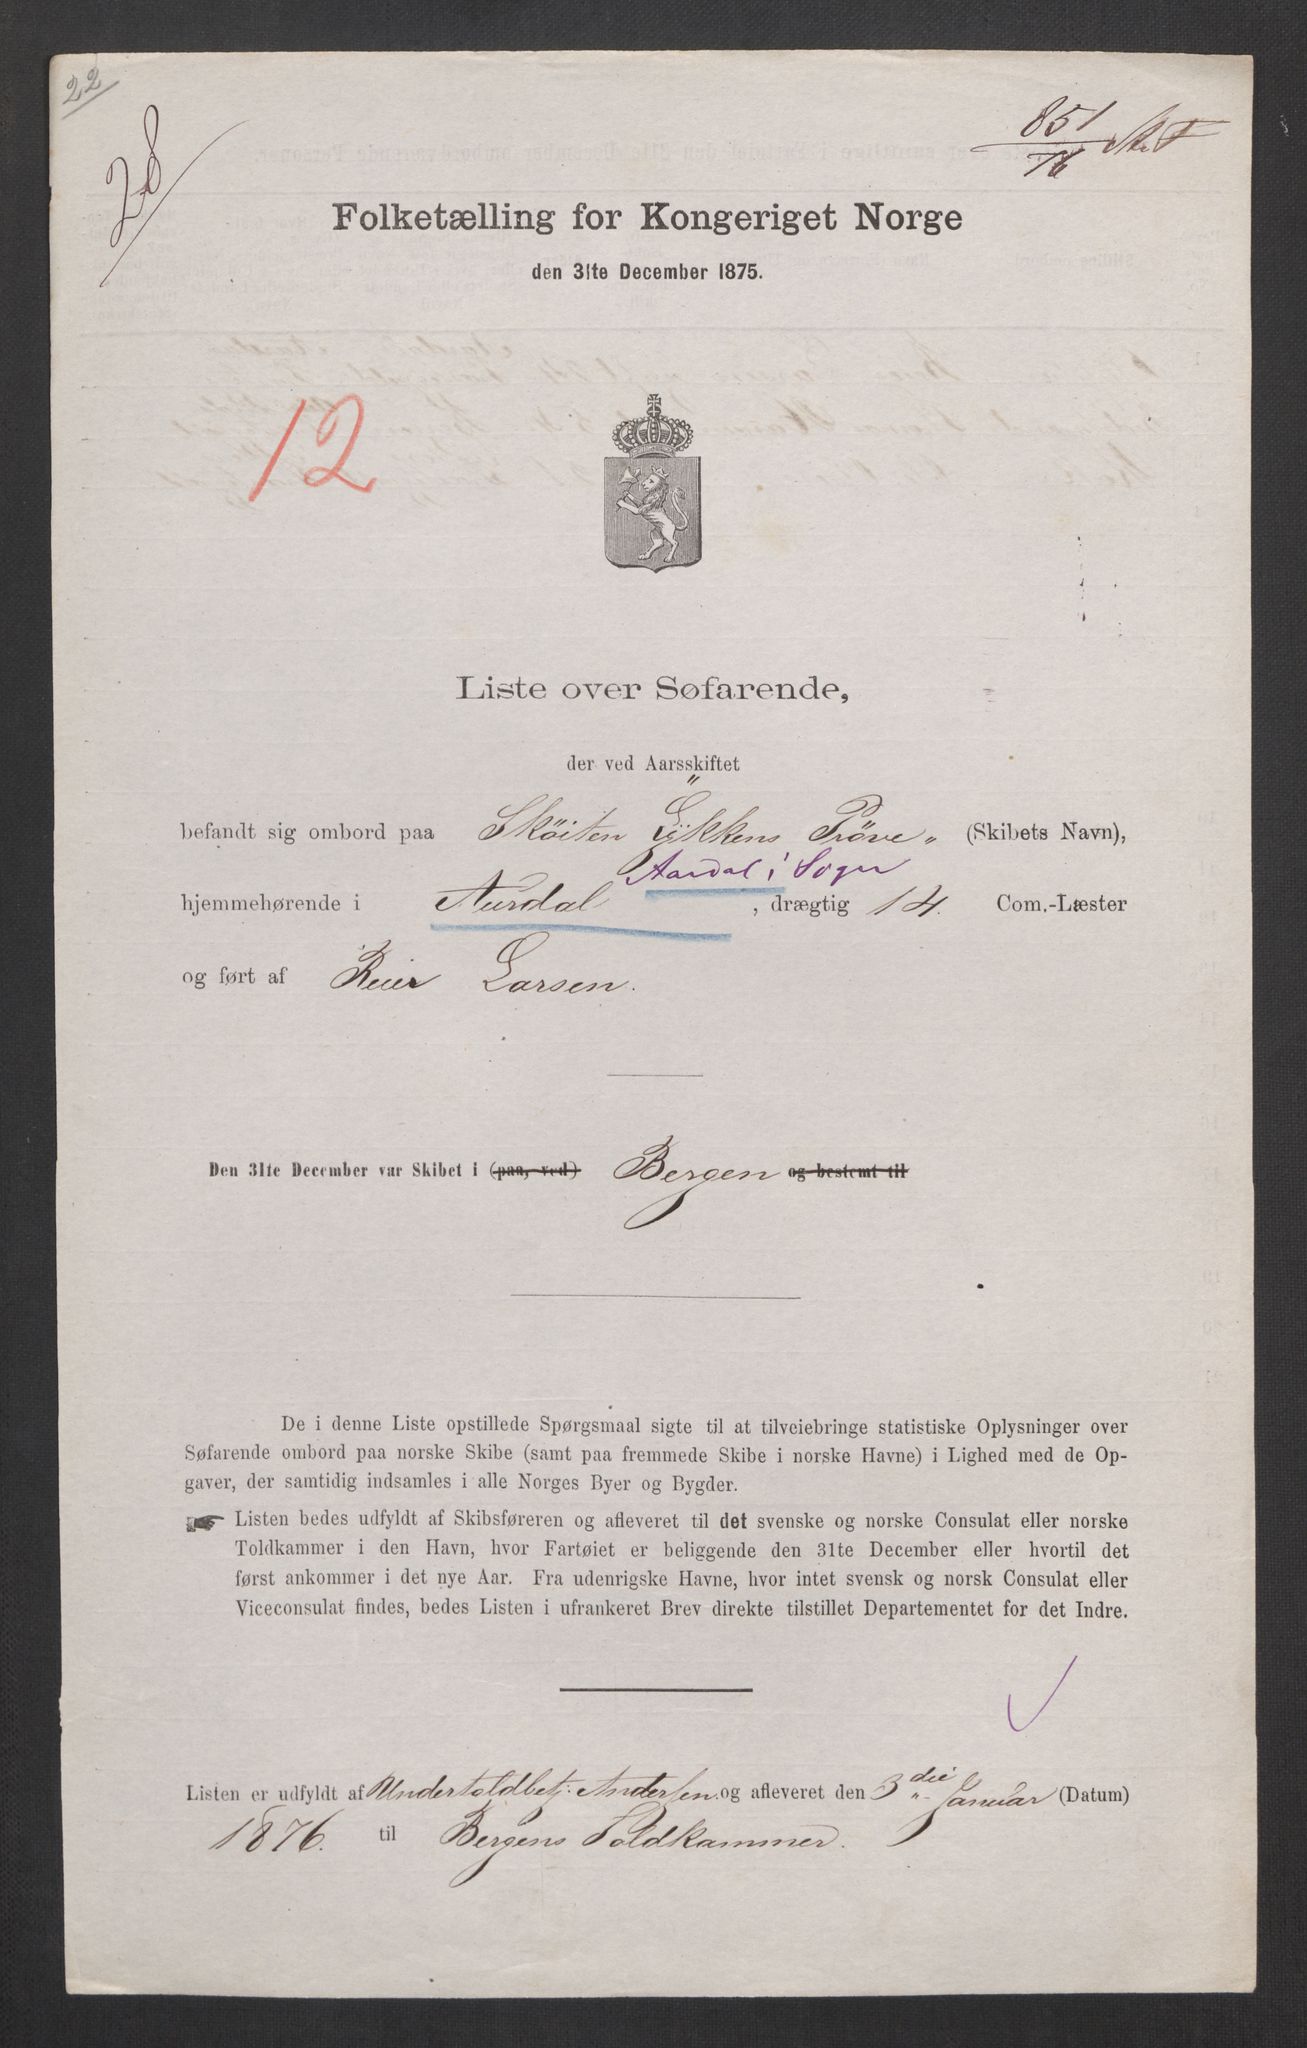 22
28
851
76
Folketælling for Kongeriget Norge
den 31te December 1875.
12
Liste over Søfarende,
der ved Aarsskiftet
befandt sig ombord paa Sköiten "Lykkens Pröve" (Skibets Navn),
Aardal i Sogn
hjemmehørende i Aurdal, drægtig 14. Com.-Læster
og ført af Reier Larsen.
Den 31te December var Skibet i (paa, ved) Bergen og bestemt til
De i denne Liste opstillede Spørgsmaal sigte til at tilveiebringe statistiske Oplysninger over
Søfarende ombord paa norske Skibe (samt paa fremmede Skibe i norske Havne) i Lighed med de Op-
gaver, der samtidig indsamles i alle Norges Byer og Bygder.
Listen bedes udfyldt af Skibsføreren og afleveret til det svenske og norske Consulat eller norske
Toldkammer i den Havn, hvor Fartøiet er beliggende den 31te December eller hvortil det
først ankommer i det nye Aar. Fra udenrigske Havne, hvor intet svensk og norsk Consulat eller
Viceconsulat findes, bedes Listen i ufrankeret Brev direkte tilstillet Departementet for det Indre.
Listen er udfyldt af Undertoldbetj. Andersen og afleveret den 3die Januar (Datum)
1876. til Bergens Toldkammer.